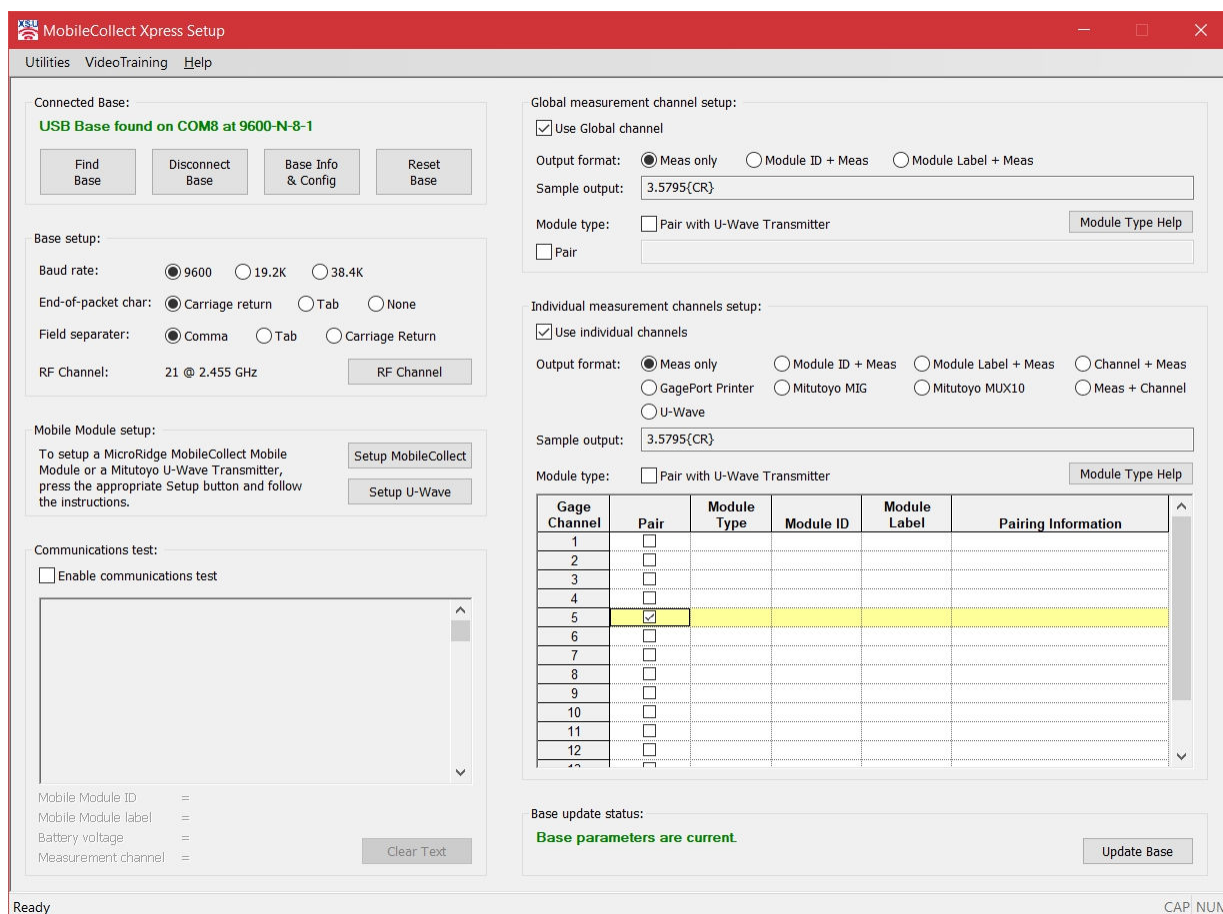 XSU MobileCollect Xpress Setup
Utilities VideoTraining Help
Connected Base:
USB Base found on COM8 at 9600-N-8-1
Find Base
Disconnect Base
Base Info & Config
Reset Base
Base setup:
Baud rate: 9600 19.2K 38.4K
End-of-packet char: Carriage return Tab None
Field separater: Comma Tab Carriage Return
RF Channel: 21 @ 2.455 GHz RF Channel
Mobile Module setup:
To setup a MicroRidge MobileCollect Mobile
Module or a Mitutoyo U-Wave Transmitter,
press the appropriate Setup button and follow
the instructions.
Setup MobileCollect
Setup U-Wave
Communications test:
Enable communications test
Mobile Module ID =
Mobile Module label =
Battery voltage =
Measurement channel =
Clear Text
Global measurement channel setup:
Use Global channel
Output format: Meas only Module ID + Meas Module Label + Meas
Sample output: 3.5795{CR}
Module type: Pair with U-Wave Transmitter Module Type Help
Pair
Individual measurement channels setup:
Use individual channels
Output format: Meas only Module ID + Meas Module Label + Meas Channel + Meas
GagePort Printer Mitutoyo MIG Mitutoyo MUX10 Meas + Channel
U-Wave
Sample output: 3.5795{CR}
Module type: Pair with U-Wave Transmitter Module Type Help
Gage Channel Pair Module Type Module ID Module Label Pairing Information
1
2
3
4
5
6
7
8
9
10
11
12
Base update status:
Base parameters are current.
Update Base
Ready CAP NUM